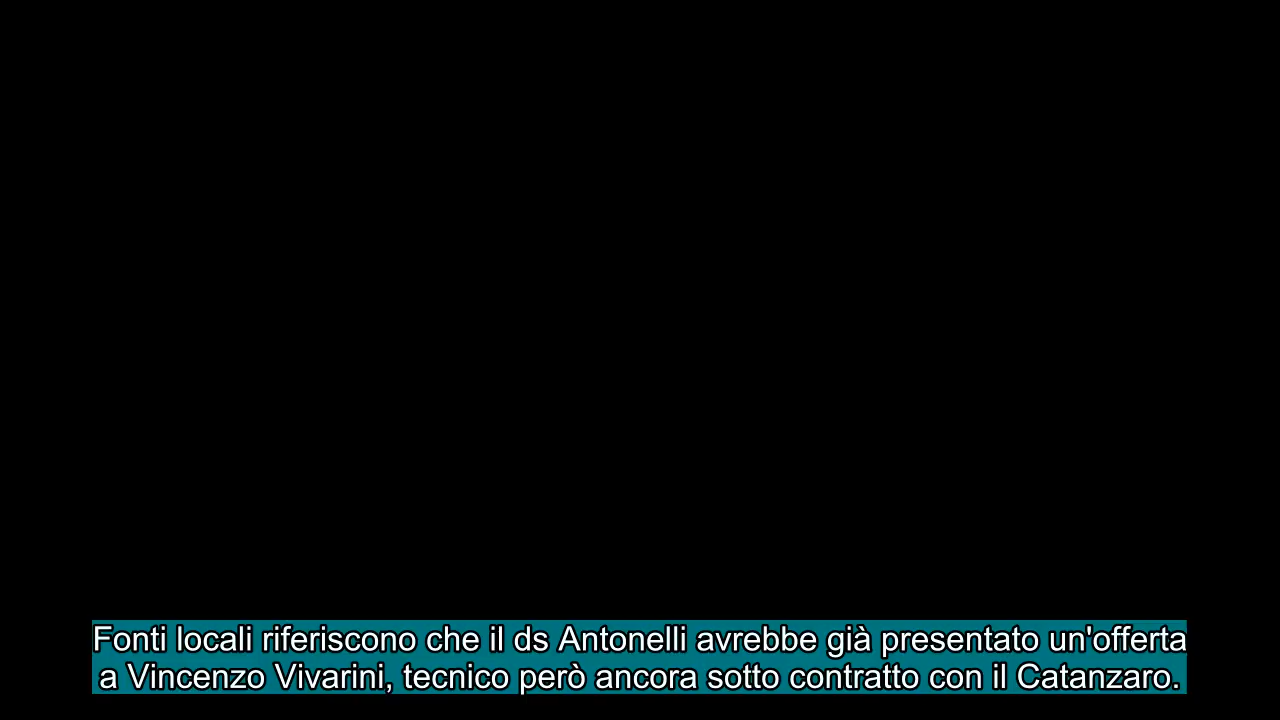 Fonti locali riferiscono che il ds Antonelli avrebbe già presentato un'offerta
a Vincenzo Vivarini, tecnico però ancora sotto contratto con il Catanzaro.